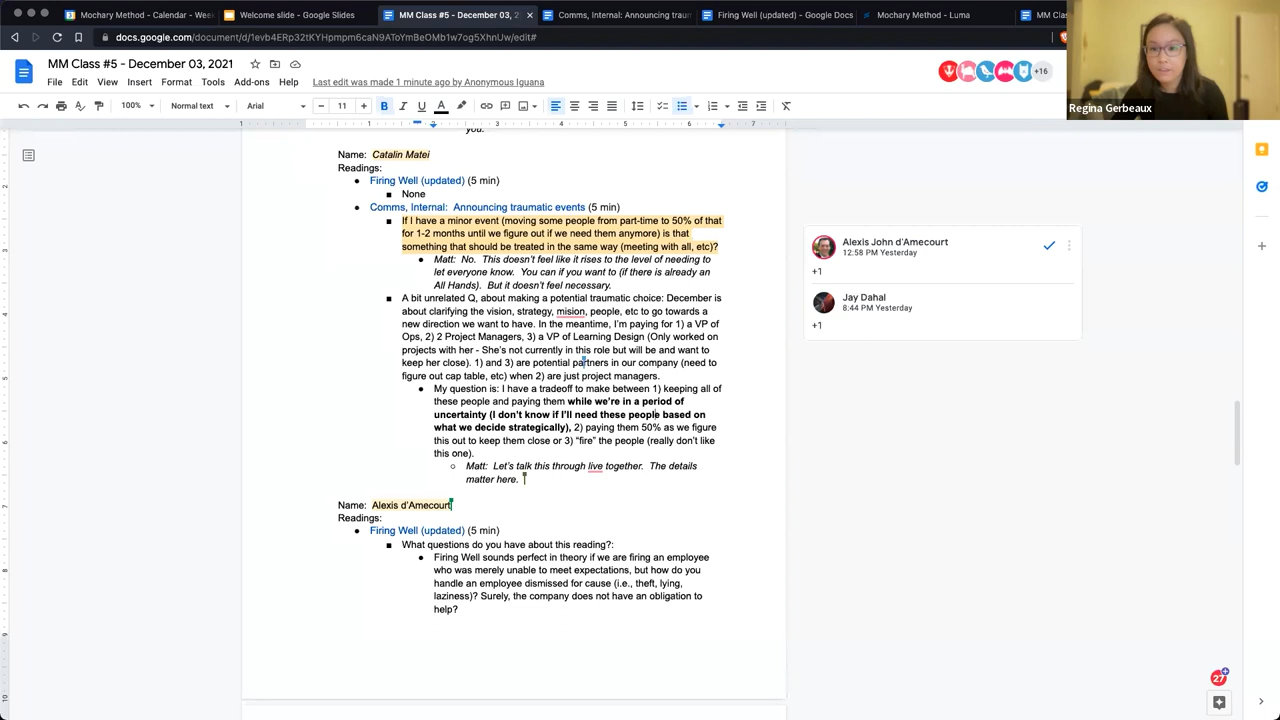 Mochary Method - Calendar - Week
Welcome slide - Google Slides
MM Class #5 - December 03, 2021
Comms, Internal: Announcing traum
Firing Well (updated) - Google Docs
Mochary Method - Luma
MM Clas
docs.google.com/document/d/1evb4ERp32tKYHpmpm6caN9AToYmBeOMb1w7og5XhnUw/edit#
MM Class #5 - December 03, 2021
File Edit View Insert Format Tools Add-ons Help Last edit was made 1 minute ago by Anonymous Iguana
+16
100% Normal text Arial 11 B I U A
Regina Gerbeaux
1 1 2 3 4 5 6 7
you.
Name: Catalin Matei
Readings:
● Firing Well (updated) (5 min)
■ None
● Comms, Internal: Announcing traumatic events (5 min)
■ If I have a minor event (moving some people from part-time to 50% of that
for 1-2 months until we figure out if we need them anymore) is that
something that should be treated in the same way (meeting with all, etc)?
● Matt: No. This doesn't feel like it rises to the level of needing to
let everyone know. You can if you want to (if there is already an
All Hands). But it doesn't feel necessary.
■ A bit unrelated Q, about making a potential traumatic choice: December is
about clarifying the vision, strategy, mision, people, etc to go towards a
new direction we want to have. In the meantime, I'm paying for 1) a VP of
Ops, 2) 2 Project Managers, 3) a VP of Learning Design (Only worked on
projects with her - She's not currently in this role but will be and want to
keep her close). 1) and 3) are potential partners in our company (need to
figure out cap table, etc) when 2) are just project managers.
● My question is: I have a tradeoff to make between 1) keeping all of
these people and paying them while we're in a period of
uncertainty (I don't know if I'll need these people based on
what we decide strategically), 2) paying them 50% as we figure
this out to keep them close or 3) "fire" the people (really don't like
this one).
○ Matt: Let's talk this through live together. The details
matter here.
Name: Alexis d'Amecourt
Readings:
● Firing Well (updated) (5 min)
■ What questions do you have about this reading?:
● Firing Well sounds perfect in theory if we are firing an employee
who was merely unable to meet expectations, but how do you
handle an employee dismissed for cause (i.e., theft, lying,
laziness)? Surely, the company does not have an obligation to
help?
Alexis John d'Amecourt
12:58 PM Yesterday
+1
Jay Dahal
8:44 PM Yesterday
+1
27